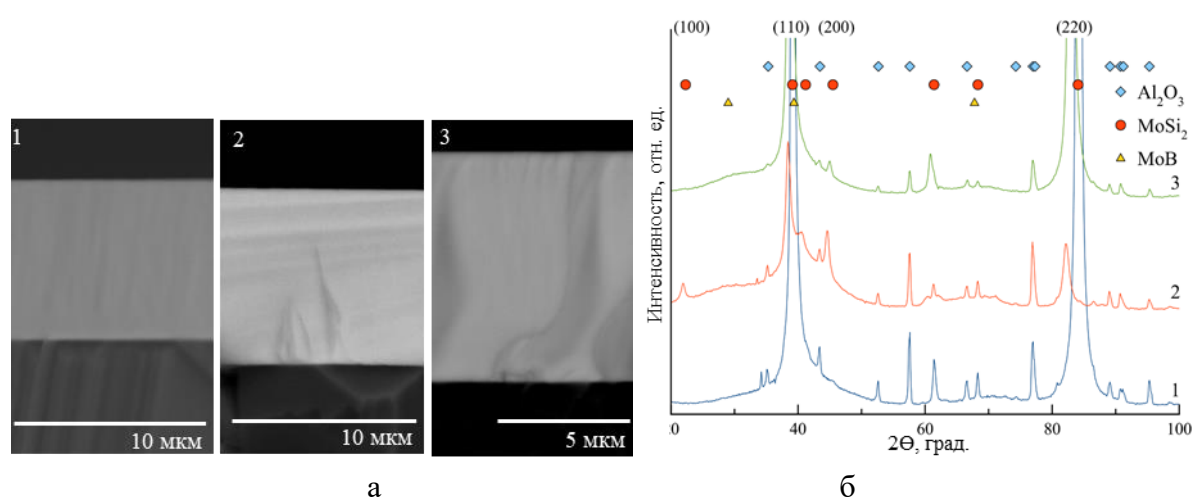 1
10 мкм
2
10 мкм
3
5 мкм
а
(100) (110) (200) (220)
Al2O3
MoSi2
MoB
3
2
1
Интенсивность, отн. ед.
20 40 60 80 100
2Θ, град.
б